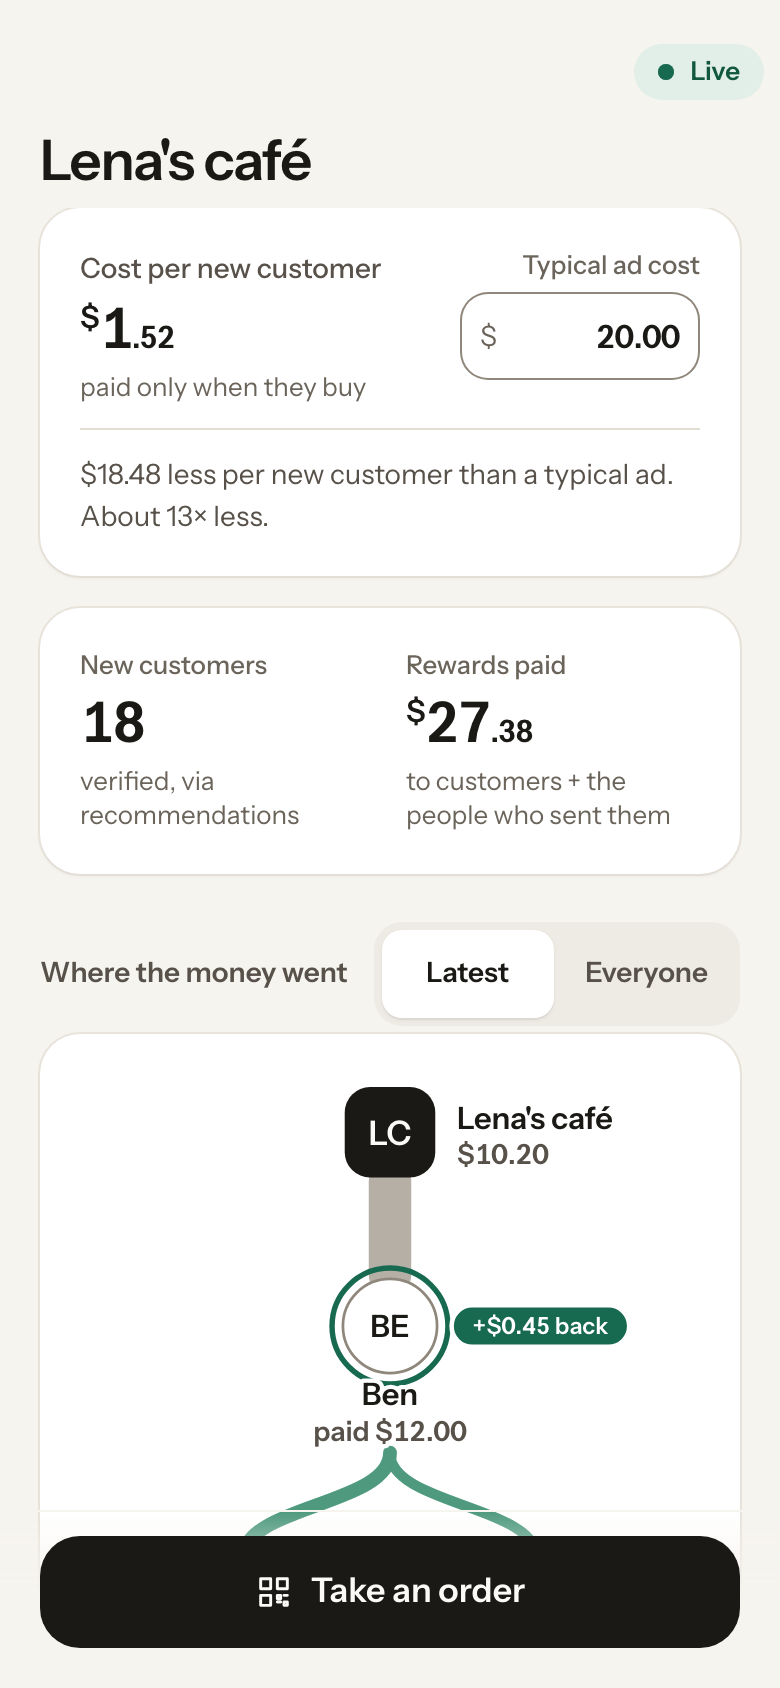 Live
Lena's café
Cost per new customer
$1.52
paid only when they buy
Typical ad cost
$ 20.00
$18.48 less per new customer than a typical ad.
About 13× less.
New customers
18
verified, via
recommendations
Rewards paid
$27.38
to customers + the
people who sent them
Where the money went
Latest
Everyone
LC
Lena's café
$10.20
BE
+$0.45 back
Ben
paid $12.00
Take an order